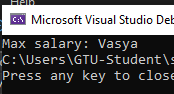 Microsoft Visual Studio Deb
Max salary: Vasya
C:\Users\GTU-Student\s
Press any key to close